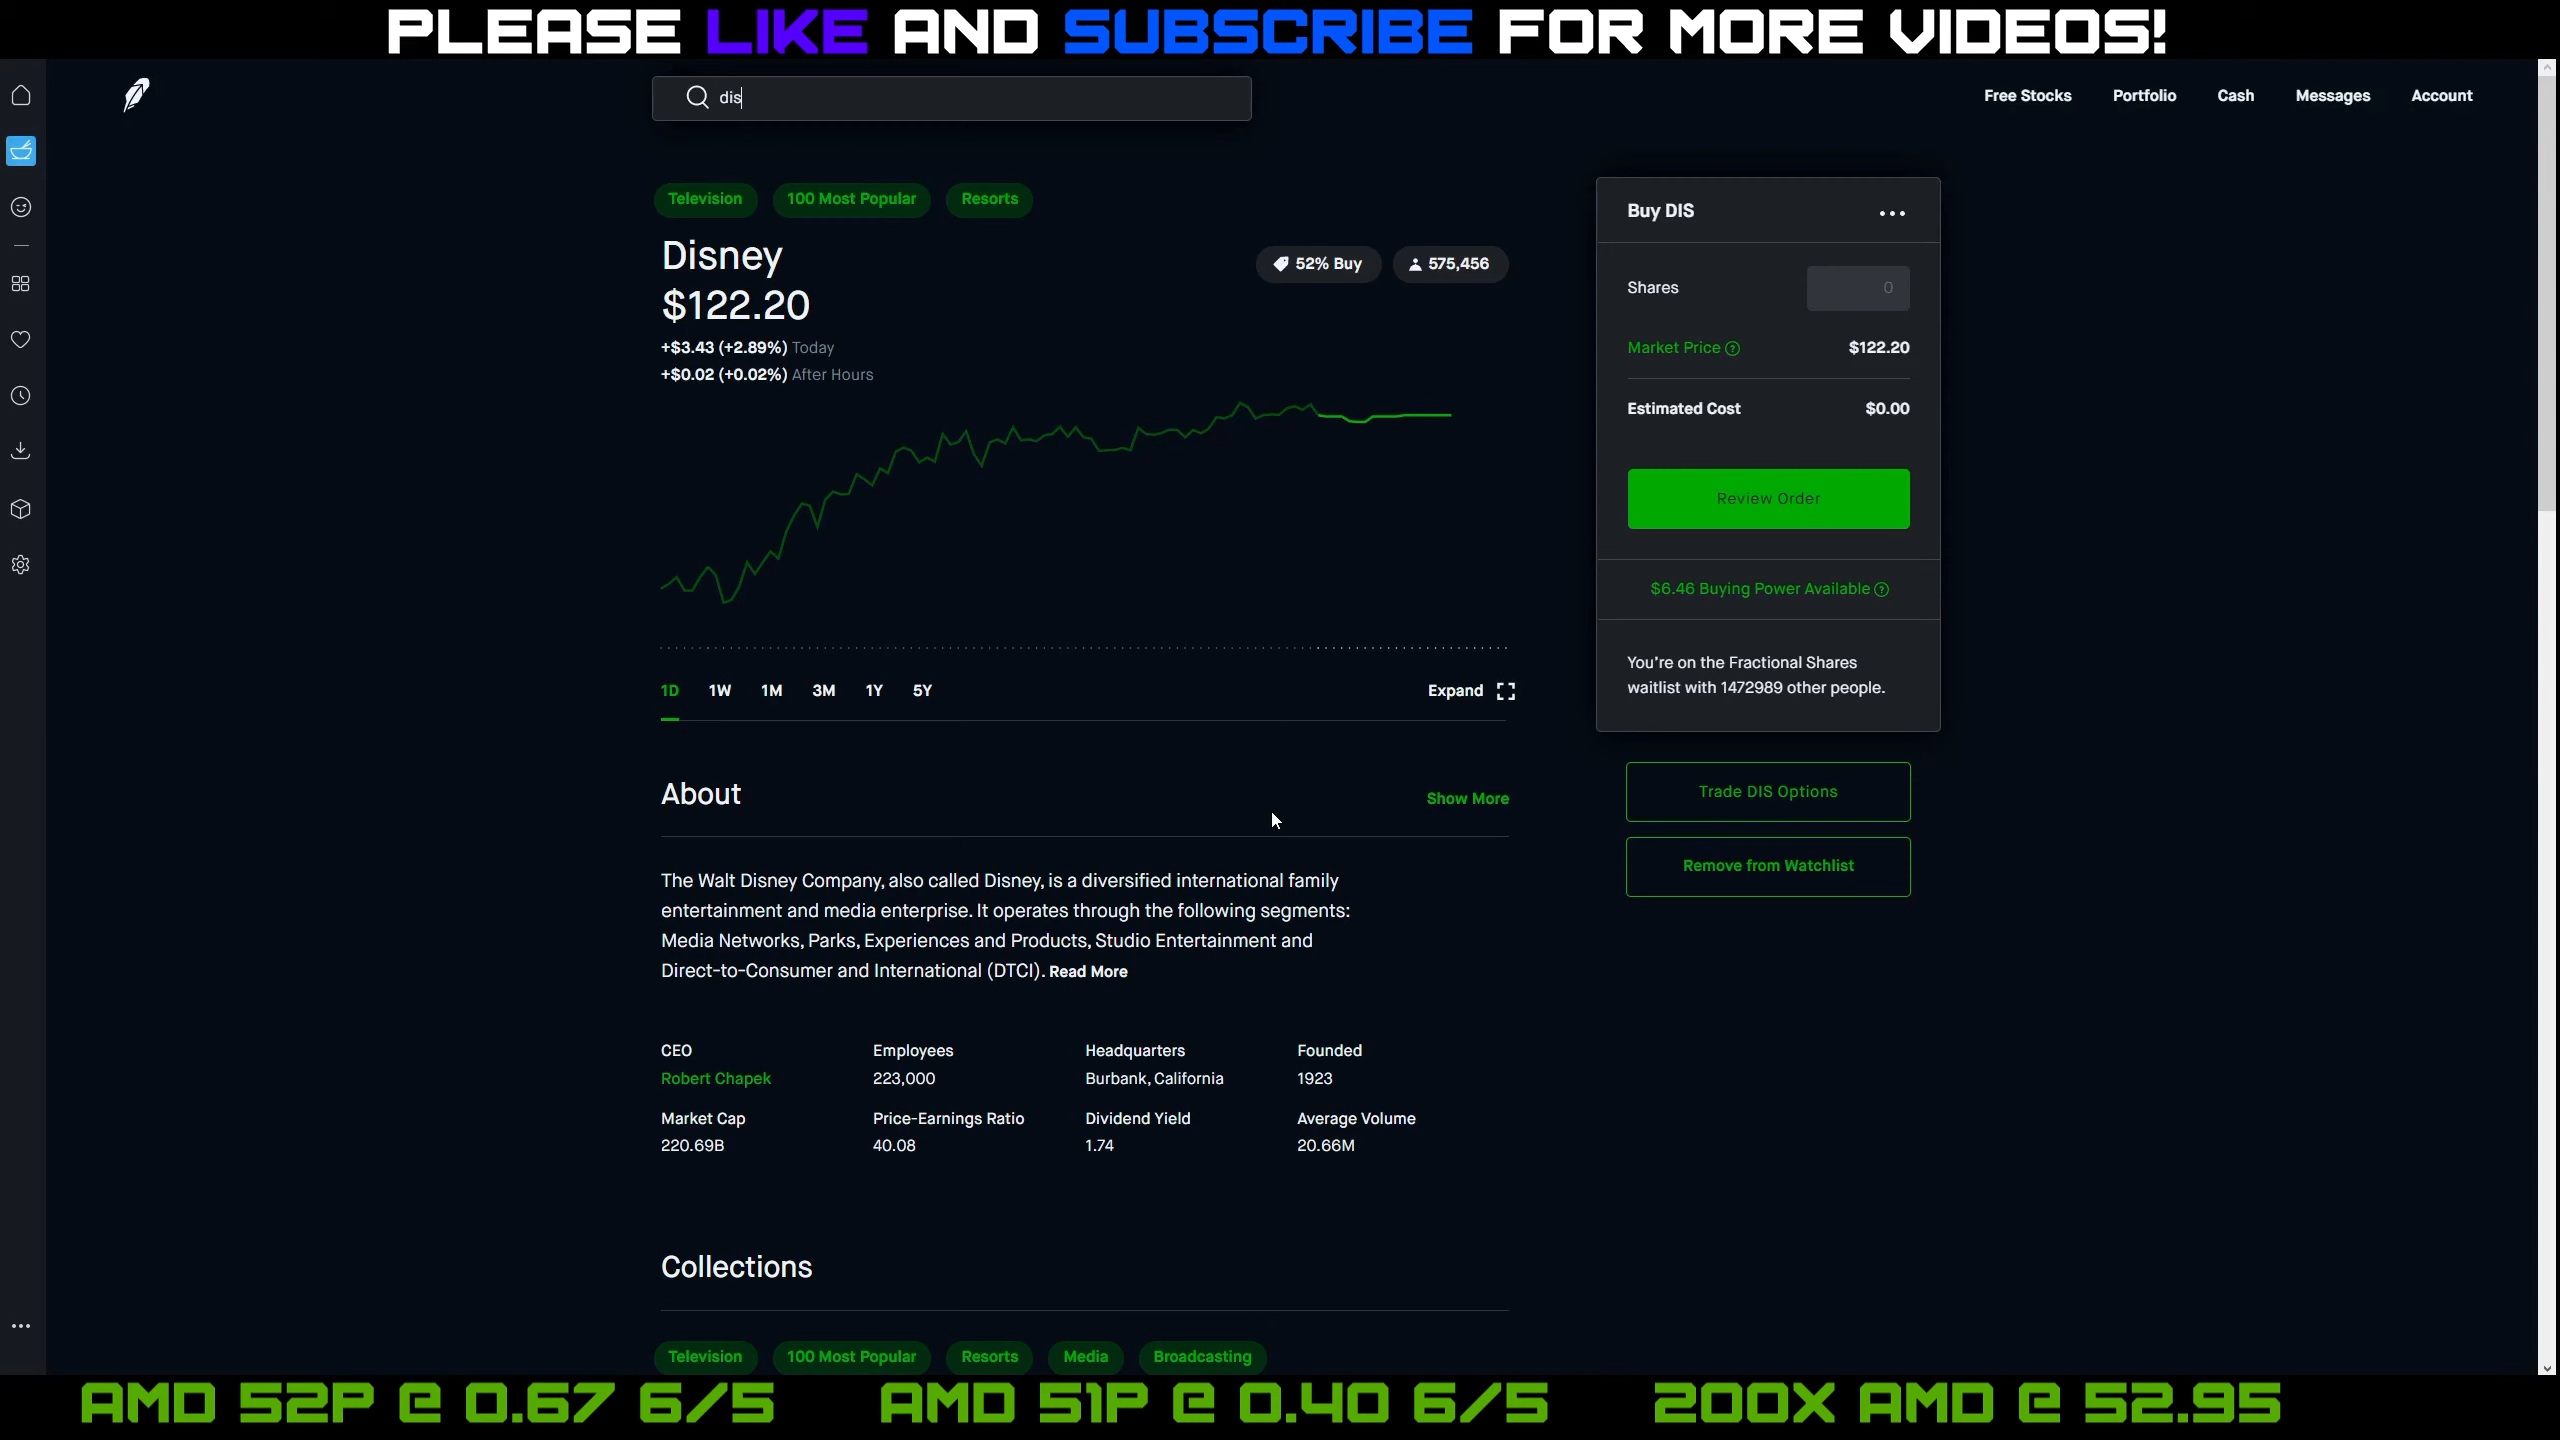 PLEASE LIKE AND SUBSCRIBE FOR MORE VIDEOS!
dis
Free Stocks Portfolio Cash Messages Account
Television 100 Most Popular Resorts
Disney
$122.20
52% Buy 575,456
+$3.43 (+2.89%) Today
+$0.02 (+0.02%) After Hours
1D 1W 1M 3M 1Y 5Y Expand
About Show More
The Walt Disney Company, also called Disney, is a diversified international family
entertainment and media enterprise. It operates through the following segments:
Media Networks, Parks, Experiences and Products, Studio Entertainment and
Direct-to-Consumer and International (DTCI). Read More
CEO Employees Headquarters Founded
Robert Chapek 223,000 Burbank, California 1923
Market Cap Price-Earnings Ratio Dividend Yield Average Volume
220.69B 40.08 1.74 20.66M
Collections
Television 100 Most Popular Resorts Media Broadcasting
Buy DIS
Shares 0
Market Price $122.20
Estimated Cost $0.00
Review Order
$6.46 Buying Power Available
You're on the Fractional Shares
waitlist with 1472989 other people.
Trade DIS Options
Remove from Watchlist
AMD 52P @ 0.67 6/5 AMD 51P @ 0.40 6/5 200X AMD @ 52.95